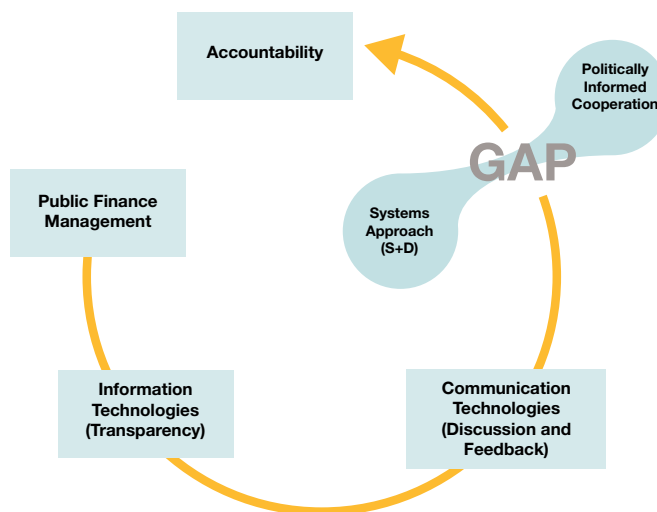 Accountability
Politically
Informed
Cooperation
GAP
Public Finance
Management
Systems
Approach
(S+D)
Information
Technologies
(Transparency)
Communication
Technologies
(Discussion and
Feedback)